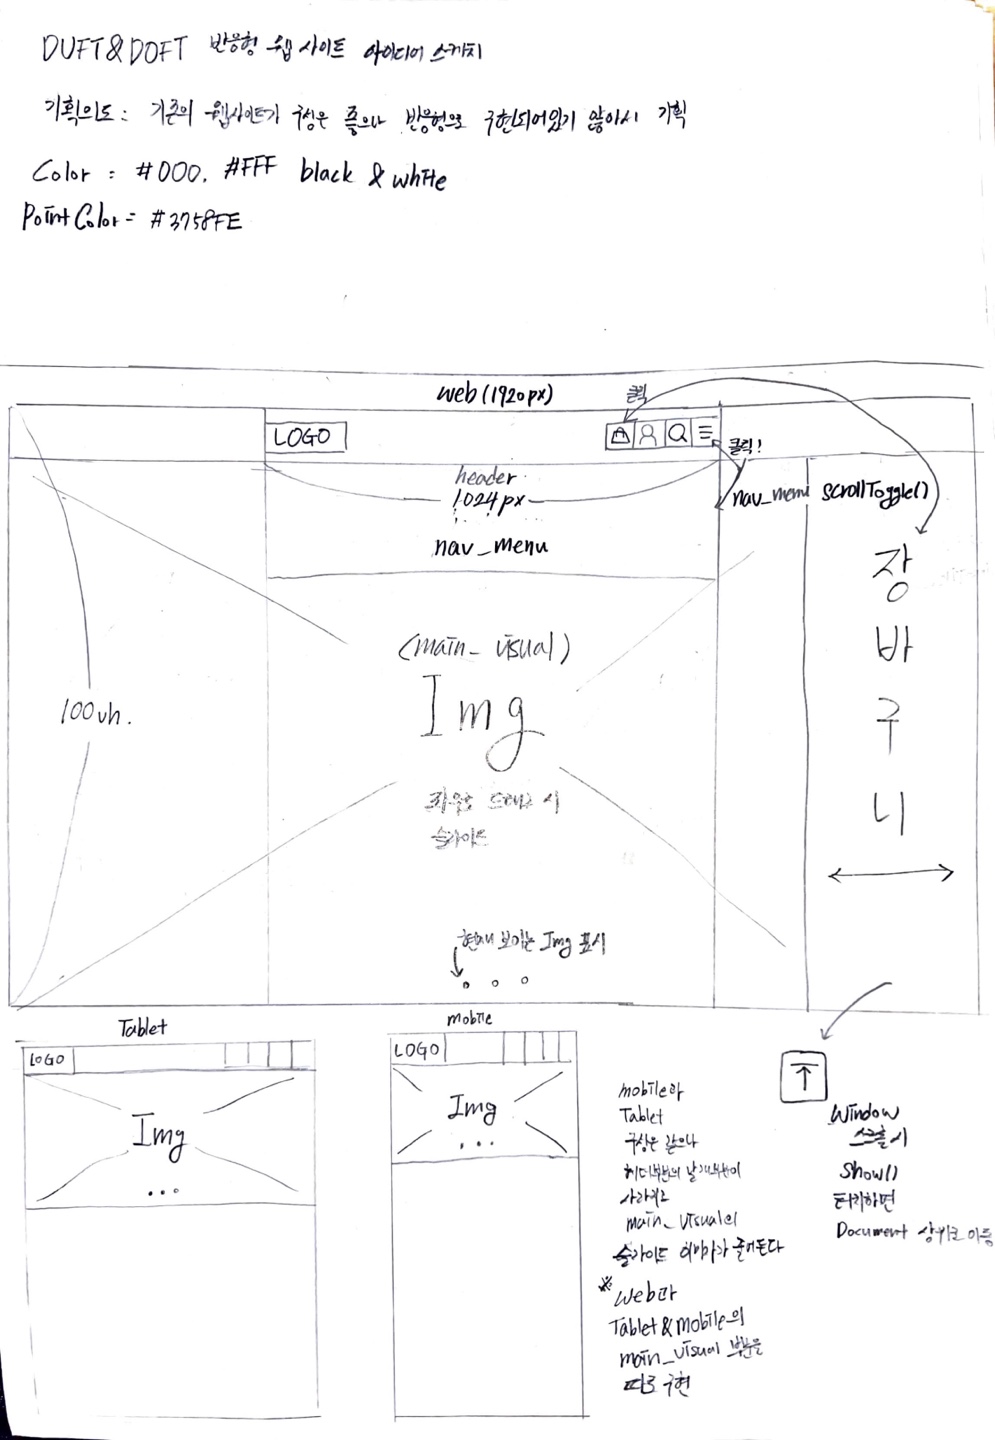 DUFT&DOFT 반응형 웹 사이트 아이디어 스케치
기획의도 : 기존의 웹사이트가 구상은 좋으나 반응형으로 구현되어있기 않아서 기획
Color : #000. #FFF black & white
Point Color = #3758FE
web (1920px)
클릭
LOGO
클릭!
header
1024px
nav_menu scrollToggle()
nav_menu
장
바
구
니
(main_visual)
Img
100vh.
좌우로 드래그 시
슬라이드
현재 보이는 Img 표시
Tablet
LOGO
Img
mobile
LOGO
Img
mobile과
Tablet
구상은 같으나
헤더부분의 날개부분이
사라지고
main_visual의
슬라이드 이미지가 줄어든다
※ Web과
Tablet & Mobile의
main_visual 부분을
따로 구현
Window
스크롤 시
Show()
터치하면
Document 상위로 이동